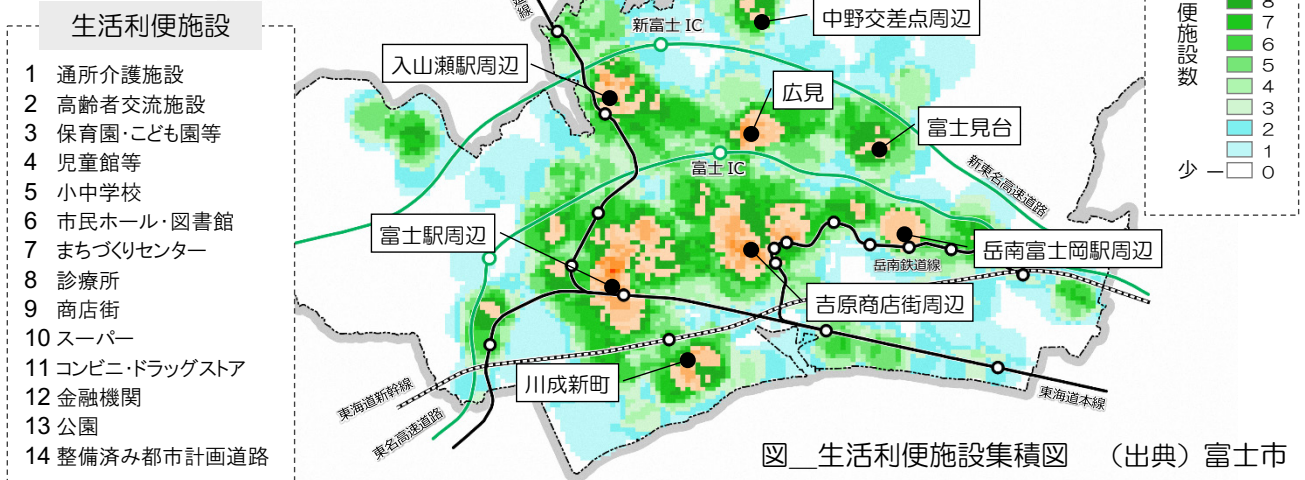 生活利便施設
1 通所介護施設
2 高齢者交流施設
3 保育園・こども園等
4 児童館等
5 小中学校
6 市民ホール・図書館
7 まちづくりセンター
8 診療所
9 商店街
10 スーパー
11 コンビニ・ドラッグストア
12 金融機関
13 公園
14 整備済み都市計画道路
中野交差点周辺
新富士 IC
入山瀬駅周辺
広見
富士見台
富士 IC
新東名高速道路
富士駅周辺
岳南富士岡駅周辺
岳南鉄道線
吉原商店街周辺
川成新町
東海道新幹線
東名高速道路
東海道本線
便施設数
8
7
6
5
4
3
2
1
少 0
図__生活利便施設集積図 （出典）富士市